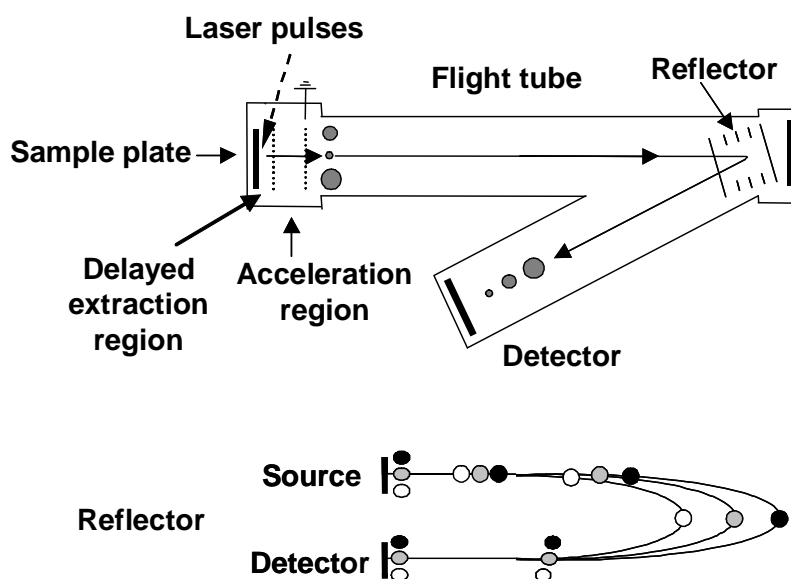 Laser pulses
Flight tube
Reflector
Sample plate
Delayed
extraction
region
Acceleration
region
Detector
Source
Reflector
Detector